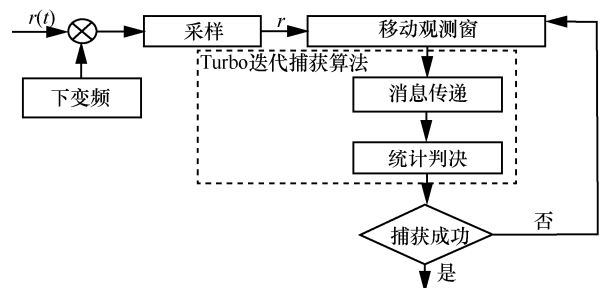 r(t)
采样
r
移动观测窗
下变频
Turbo迭代捕获算法
消息传递
统计判决
捕获成功
否
是